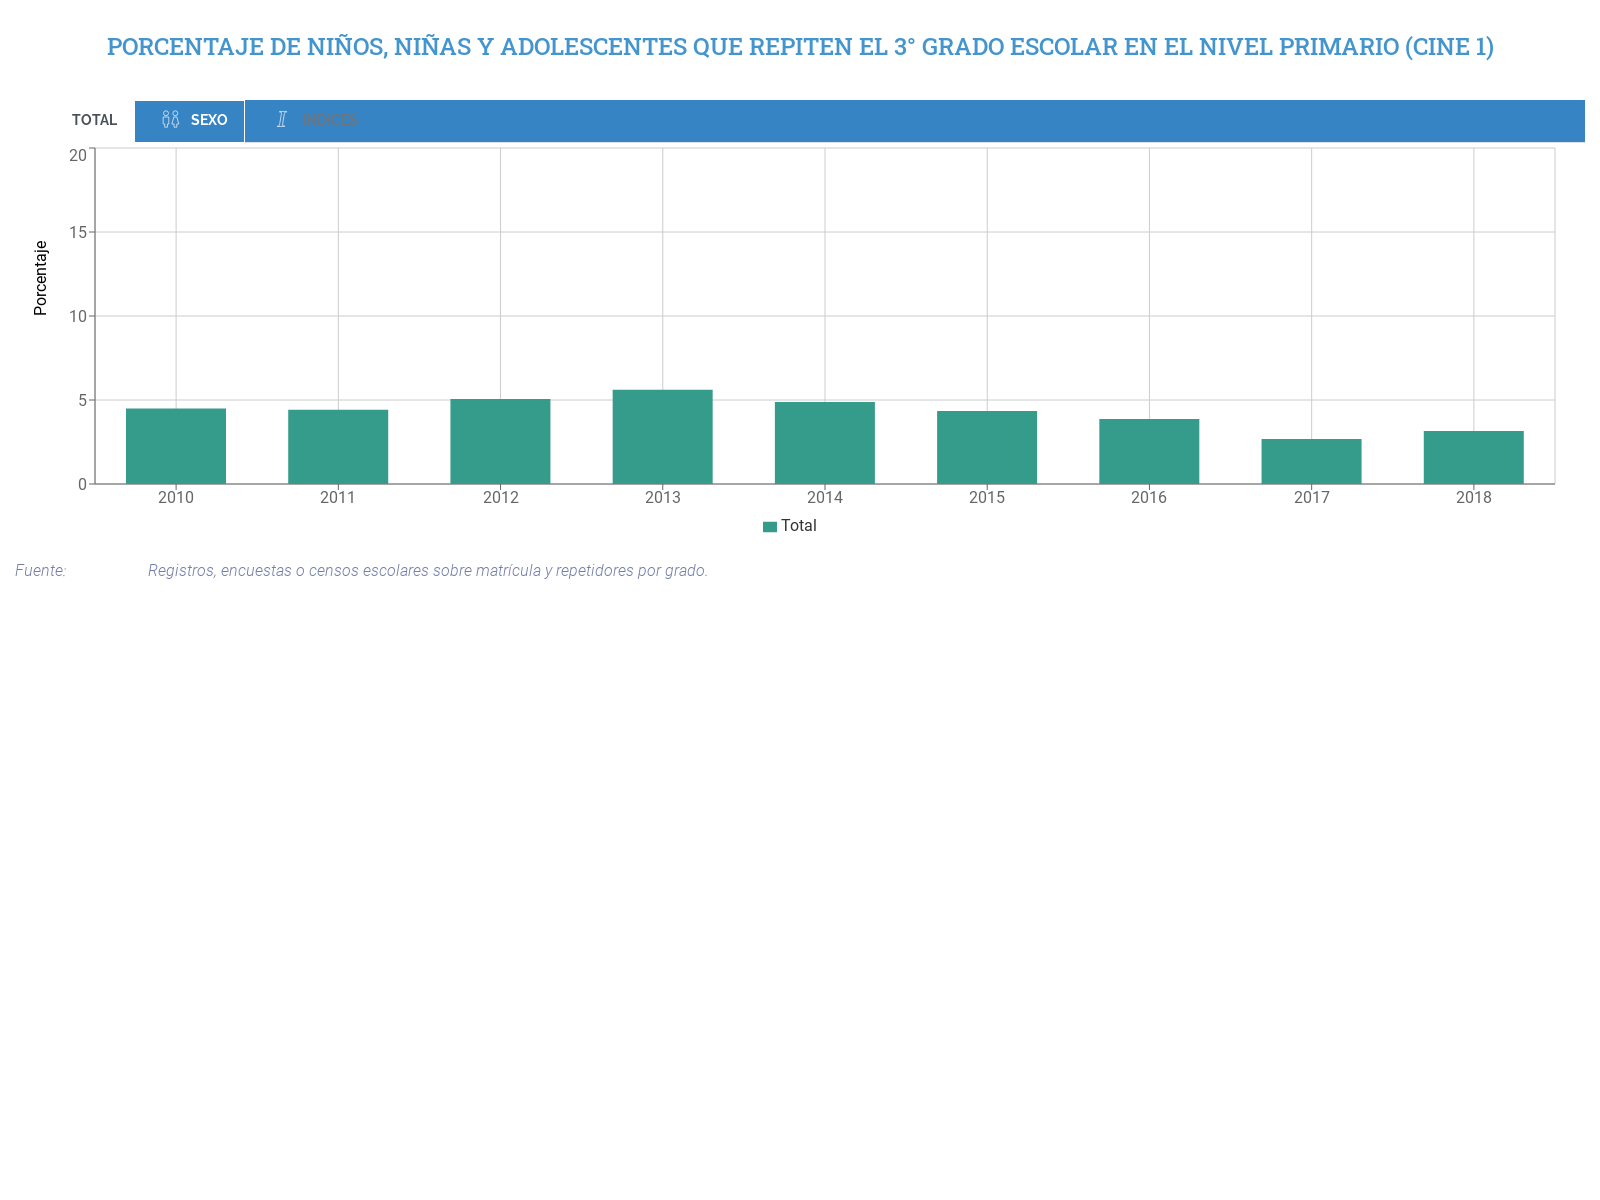 PORCENTAJE DE NIÑOS, NIÑAS Y ADOLESCENTES QUE REPITEN EL 3° GRADO ESCOLAR EN EL NIVEL PRIMARIO (CINE 1)
TOTAL SEXO INDICES
20
15
10
5
0
Porcentaje
2010 2011 2012 2013 2014 2015 2016 2017 2018
Total
Fuente: Registros, encuestas o censos escolares sobre matrícula y repetidores por grado.